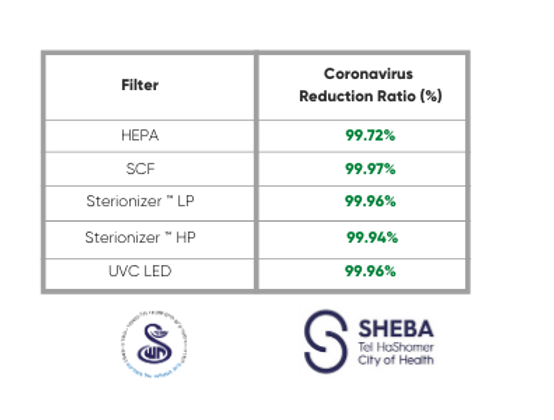 Filter
Coronavirus
Reduction Ratio (%)
HEPA 99.72%
SCF 99.97%
Sterionizer ™ LP 99.96%
Sterionizer ™ HP 99.94%
UVC LED 99.96%
SHEBA
Tel HaShomer
City of Health